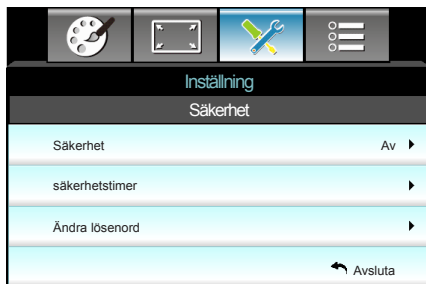 Inställning
Säkerhet
Säkerhet Av
säkerhetstimer
Ändra lösenord
Avsluta